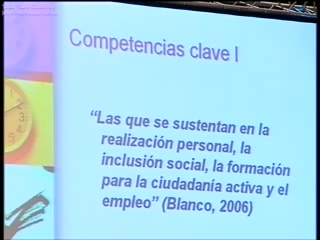 Competencias clave I
“Las que se sustentan en la
realización personal, la
inclusión social, la formación
para la ciudadanía activa y el
empleo” (Blanco, 2006)